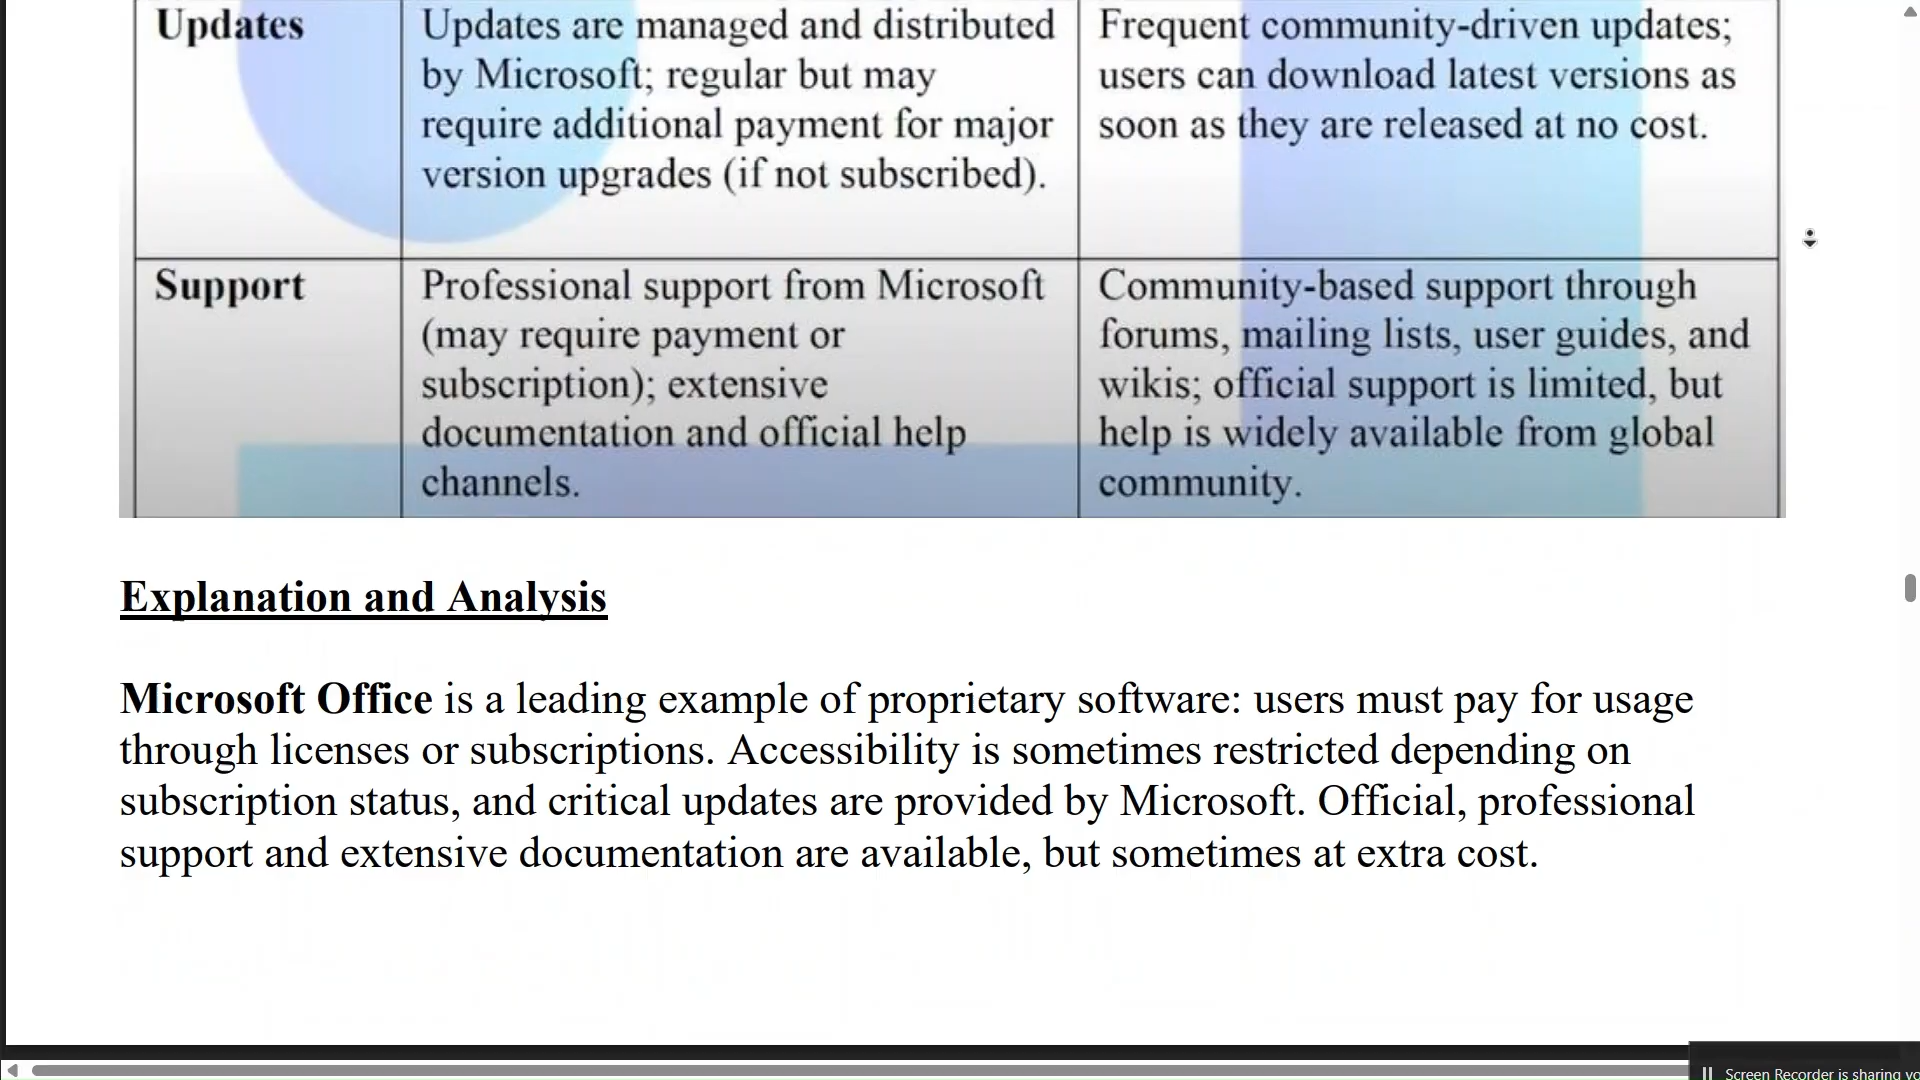 Updates
Updates are managed and distributed
by Microsoft; regular but may
require additional payment for major
version upgrades (if not subscribed).
Frequent community-driven updates;
users can download latest versions as
soon as they are released at no cost.
Support
Professional support from Microsoft
(may require payment or
subscription); extensive
documentation and official help
channels.
Community-based support through
forums, mailing lists, user guides, and
wikis; official support is limited, but
help is widely available from global
community.
Explanation and Analysis
Microsoft Office is a leading example of proprietary software: users must pay for usage
through licenses or subscriptions. Accessibility is sometimes restricted depending on
subscription status, and critical updates are provided by Microsoft. Official, professional
support and extensive documentation are available, but sometimes at extra cost.
Screen Recorder is sharing yo